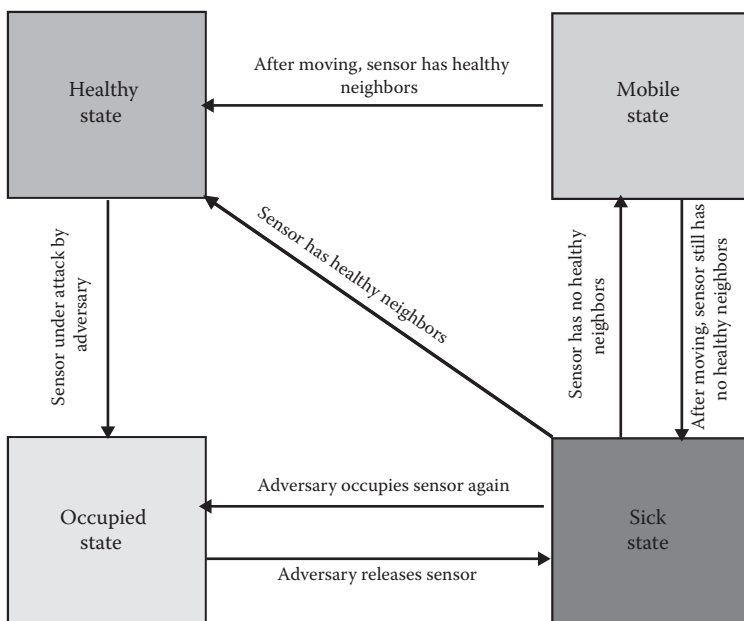 Healthy
state
After moving, sensor has healthy
neighbors
Mobile
state
Sensor under attack by
adversary
Sensor has healthy neighbors
Sensor has no healthy
neighbors
After moving, sensor still has
no healthy neighbors
Occupied
state
Adversary occupies sensor again
Adversary releases sensor
Sick
state